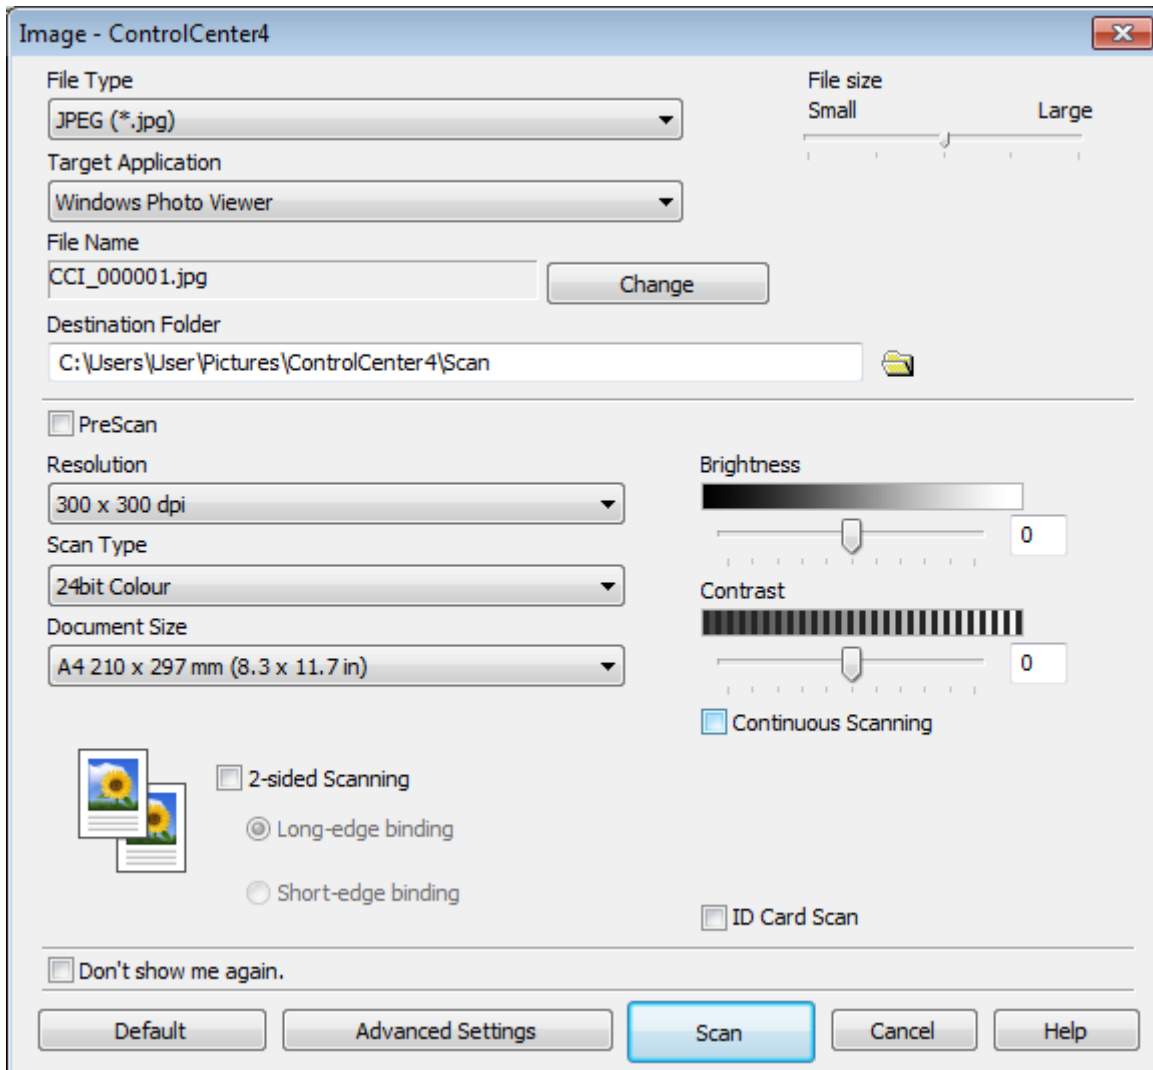 Image - ControlCenter4
File Type
File size
JPEG (*.jpg)
Small
Large
Target Application
Windows Photo Viewer
File Name
CCI_000001.jpg
Change
Destination Folder
C:\Users\User\Pictures\ControlCenter4\Scan
PreScan
Resolution
300 x 300 dpi
Scan Type
24bit Colour
Document Size
A4 210 x 297 mm (8.3 x 11.7 in)
Brightness
0
Contrast
0
Continuous Scanning
2-sided Scanning
Long-edge binding
Short-edge binding
ID Card Scan
Don't show me again.
Default
Advanced Settings
Scan
Cancel
Help